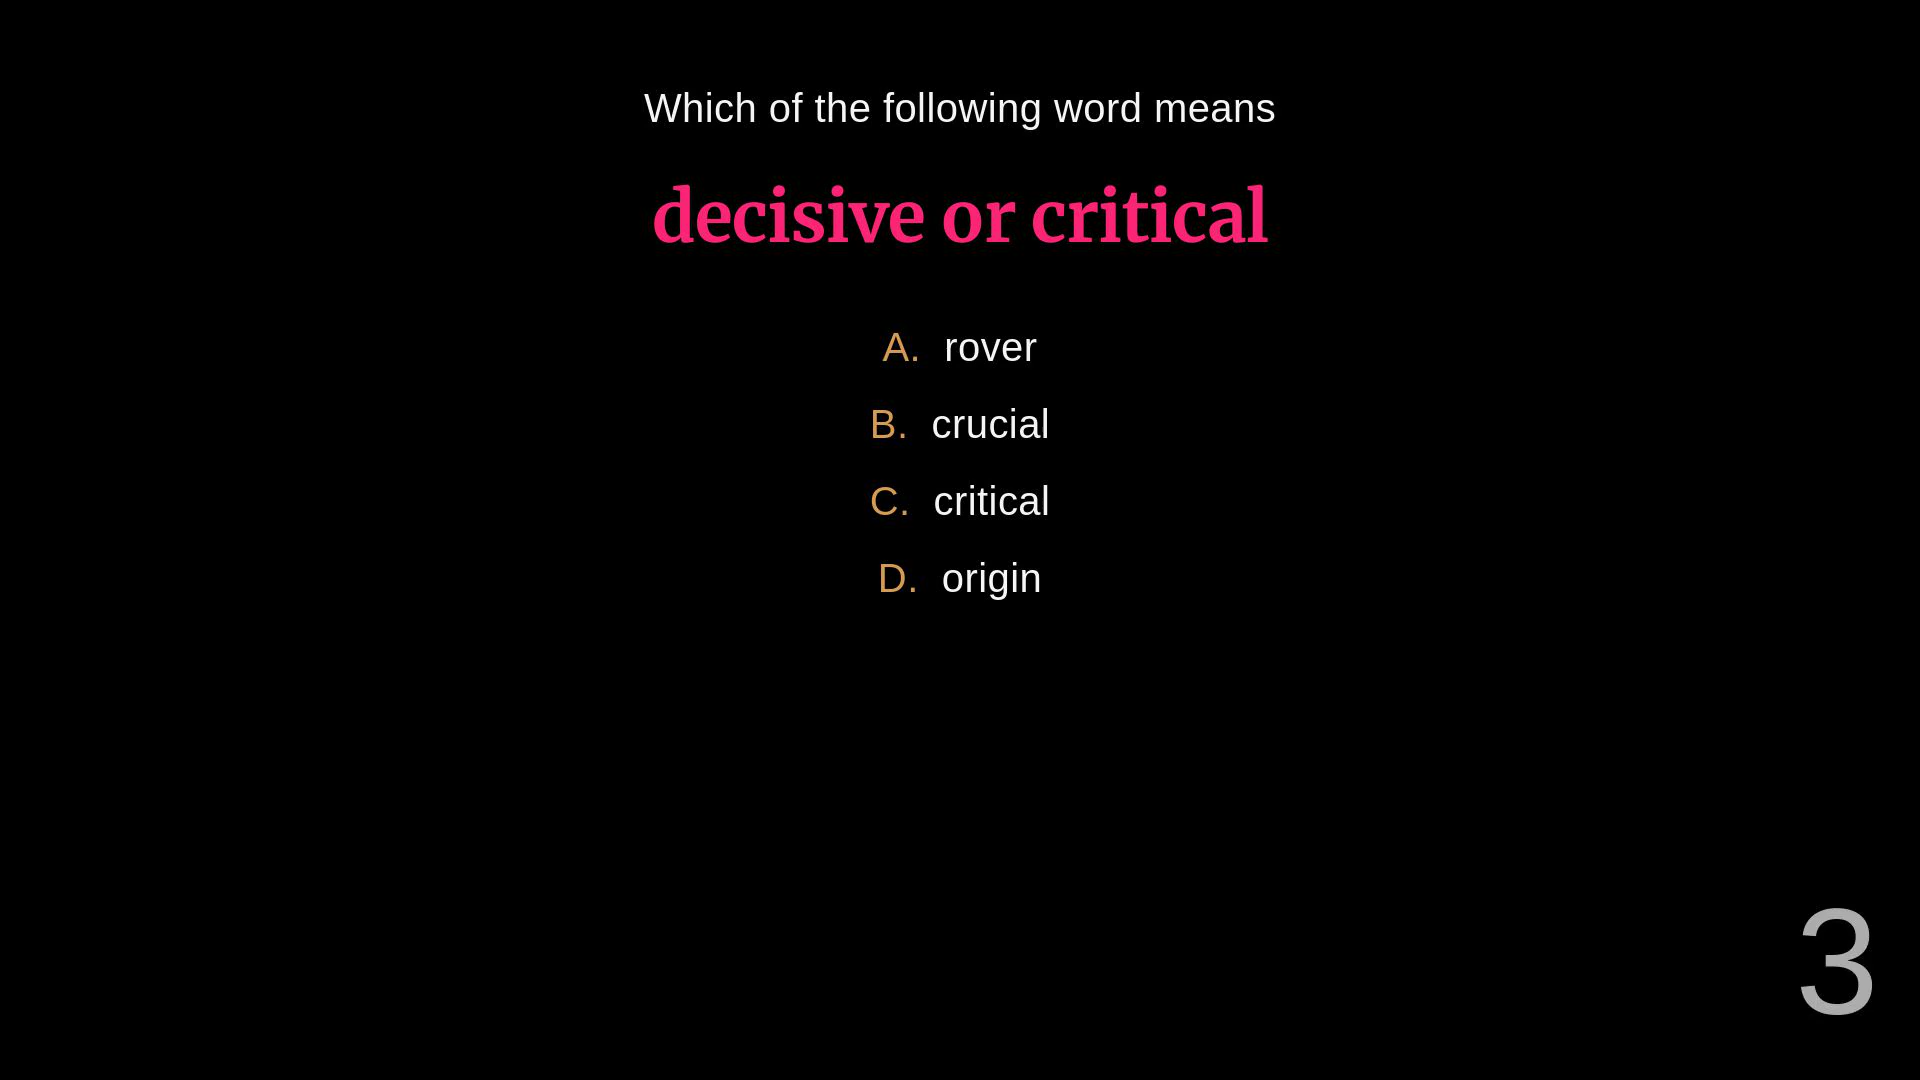 Which of the following word means
decisive or critical
A. rover
B. crucial
C. critical
D. origin
3